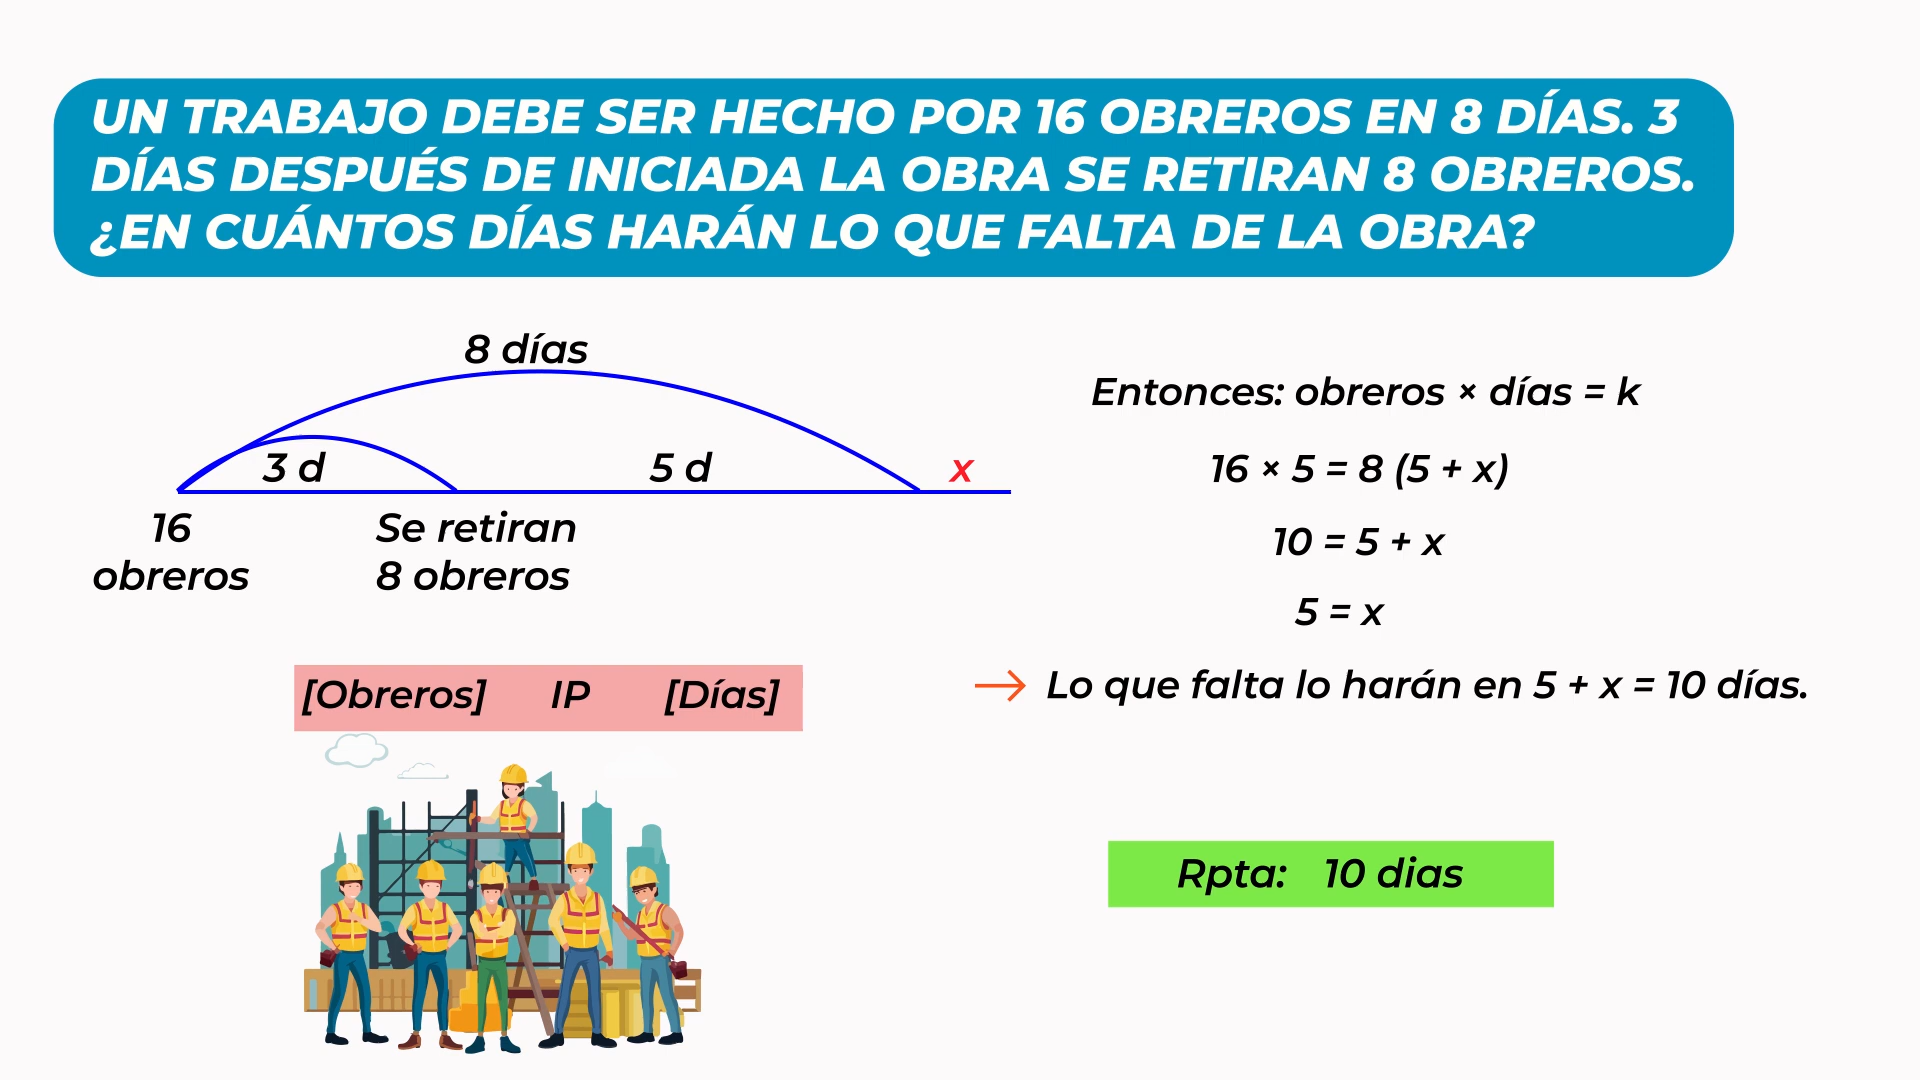 UN TRABAJO DEBE SER HECHO POR 16 OBREROS EN 8 DÍAS. 3
DÍAS DESPUÉS DE INICIADA LA OBRA SE RETIRAN 8 OBREROS.
¿EN CUÁNTOS DÍAS HARÁN LO QUE FALTA DE LA OBRA?
8 días
3 d
5 d
x
16
obreros
Se retiran
8 obreros
[Obreros] IP [Días]
Entonces: obreros × días = k
16 × 5 = 8 (5 + x)
10 = 5 + x
5 = x
→ Lo que falta lo harán en 5 + x = 10 días.
Rpta: 10 dias